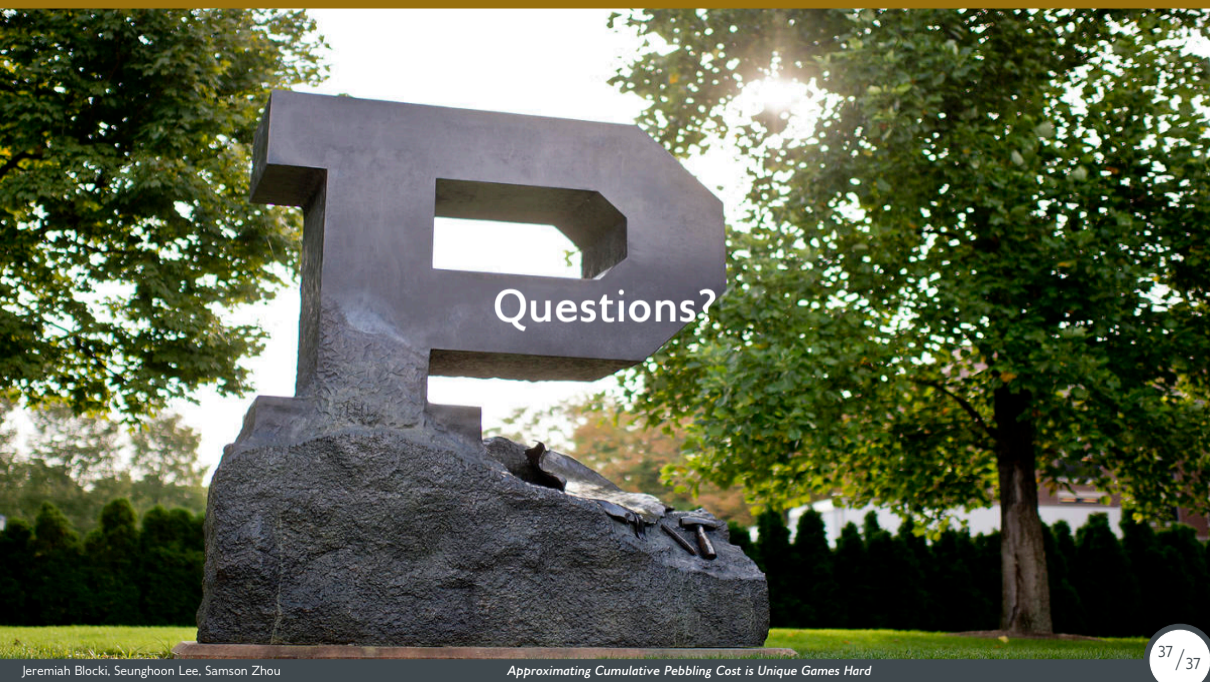 P
Questions?
Jeremiah Blocki, Seunghoon Lee, Samson Zhou
Approximating Cumulative Pebbling Cost is Unique Games Hard
37/37